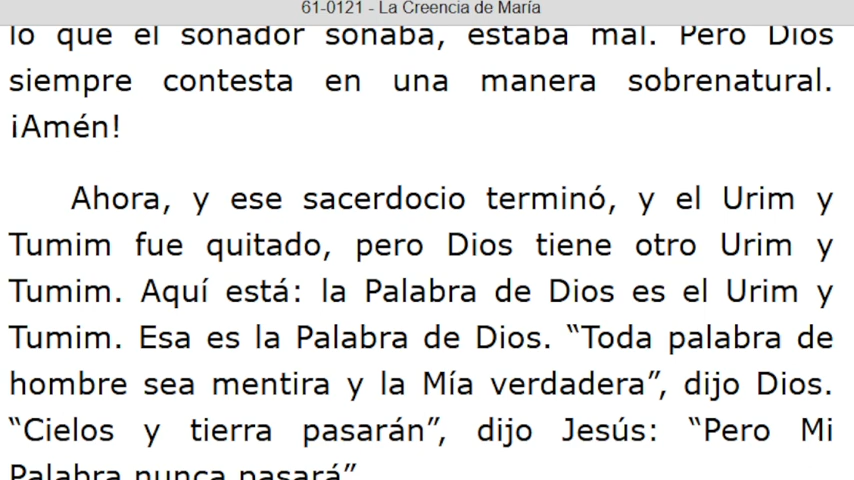 61-0121 - La Creencia de María
lo que el soñador soñaba, estaba mal. Pero Dios
siempre contesta en una manera sobrenatural.
¡Amén!
Ahora, y ese sacerdocio terminó, y el Urim y
Tumim fue quitado, pero Dios tiene otro Urim y
Tumim. Aquí está: la Palabra de Dios es el Urim y
Tumim. Esa es la Palabra de Dios. “Toda palabra de
hombre sea mentira y la Mía verdadera”, dijo Dios.
“Cielos y tierra pasarán”, dijo Jesús: “Pero Mi
Palabra nunca pasará”